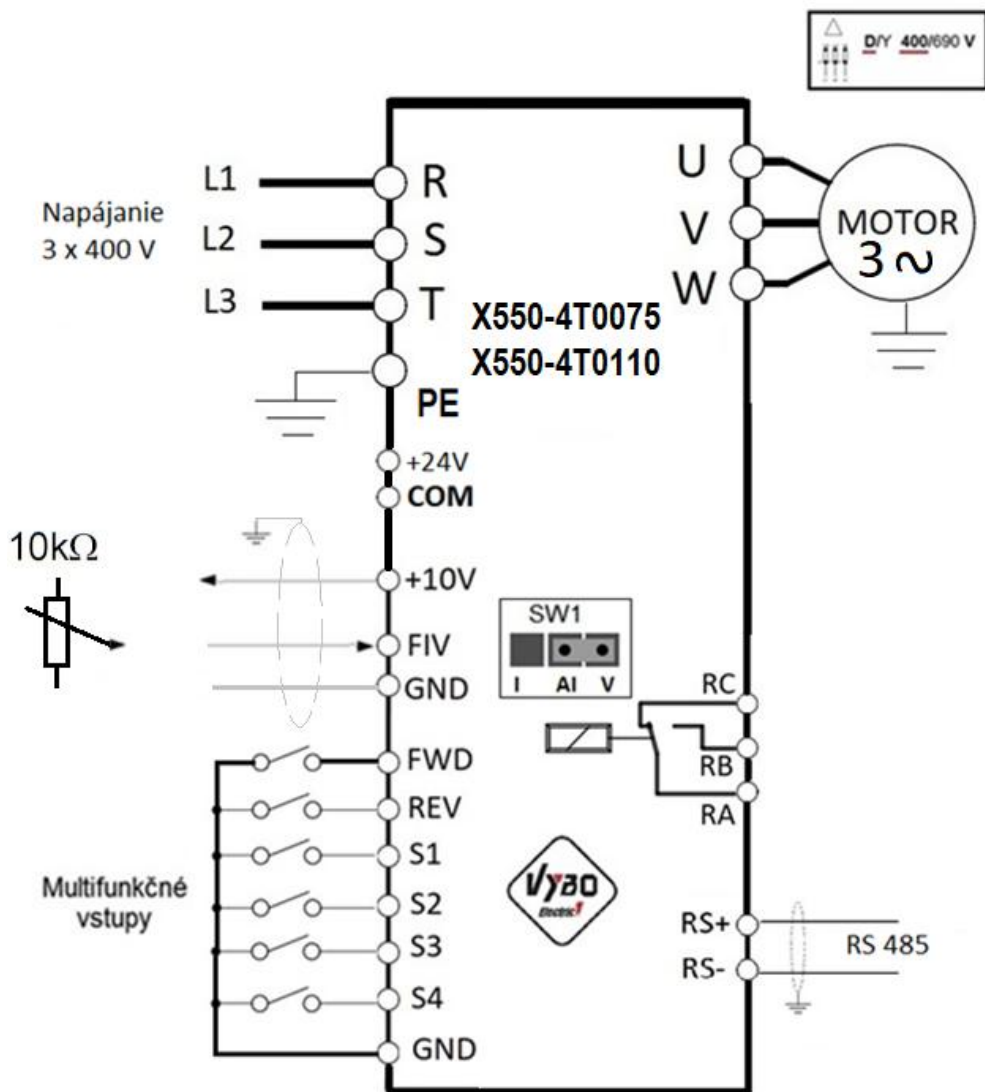 D/Y 400/690 V
L1
R
U
Napájanie
3 x 400 V
L2
S
V
MOTOR
3 ~
L3
T
W
X550-4T0075
X550-4T0110
PE
+24V
COM
10kΩ
+10V
FIV
GND
SW1
I AI V
RC
RB
RA
FWD
REV
S1
Multifunkčné
vstupy
S2
S3
S4
GND
VYBO
Electric
RS+
RS-
RS 485